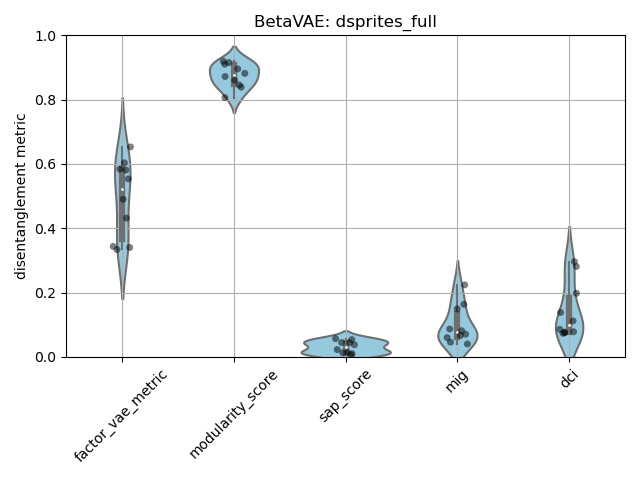 BetaVAE: dsprites_full
disentanglement metric
1.0
0.8
0.6
0.4
0.2
0.0
factor_vae_metric
modularity_score
sap_score
mig
dci